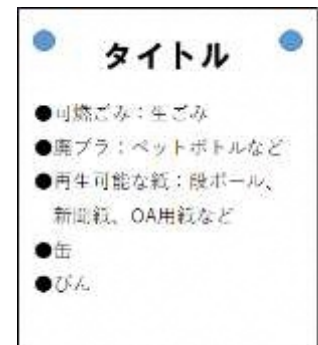 タイトル
●可燃ごみ：生ごみ
●廃プラ：ペットボトルなど
●再生可能な紙：段ボール、
新聞紙、OA用紙など
●缶
●びん